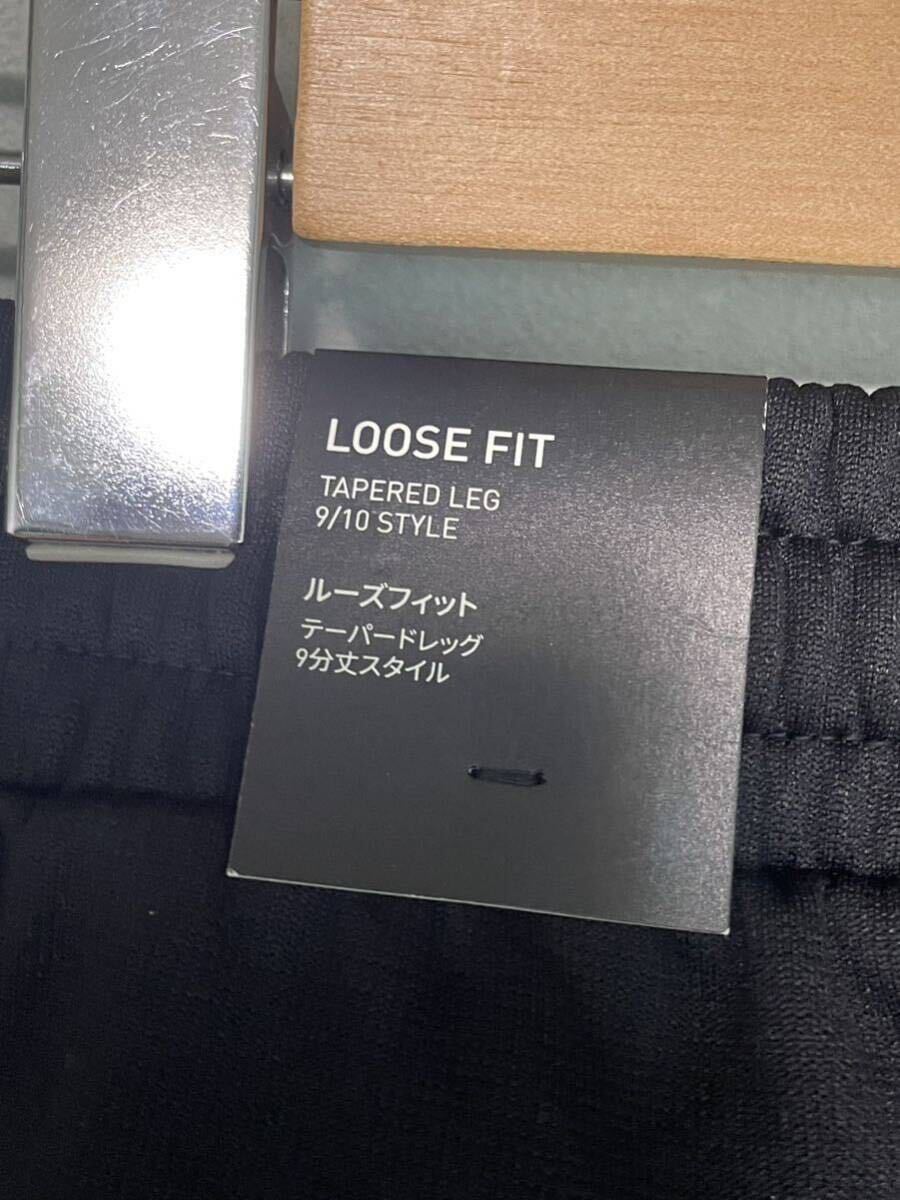 LOOSE FIT
TAPERED LEG
9/10 STYLE
ルーズフィット
テーパードレッグ
9分丈スタイル